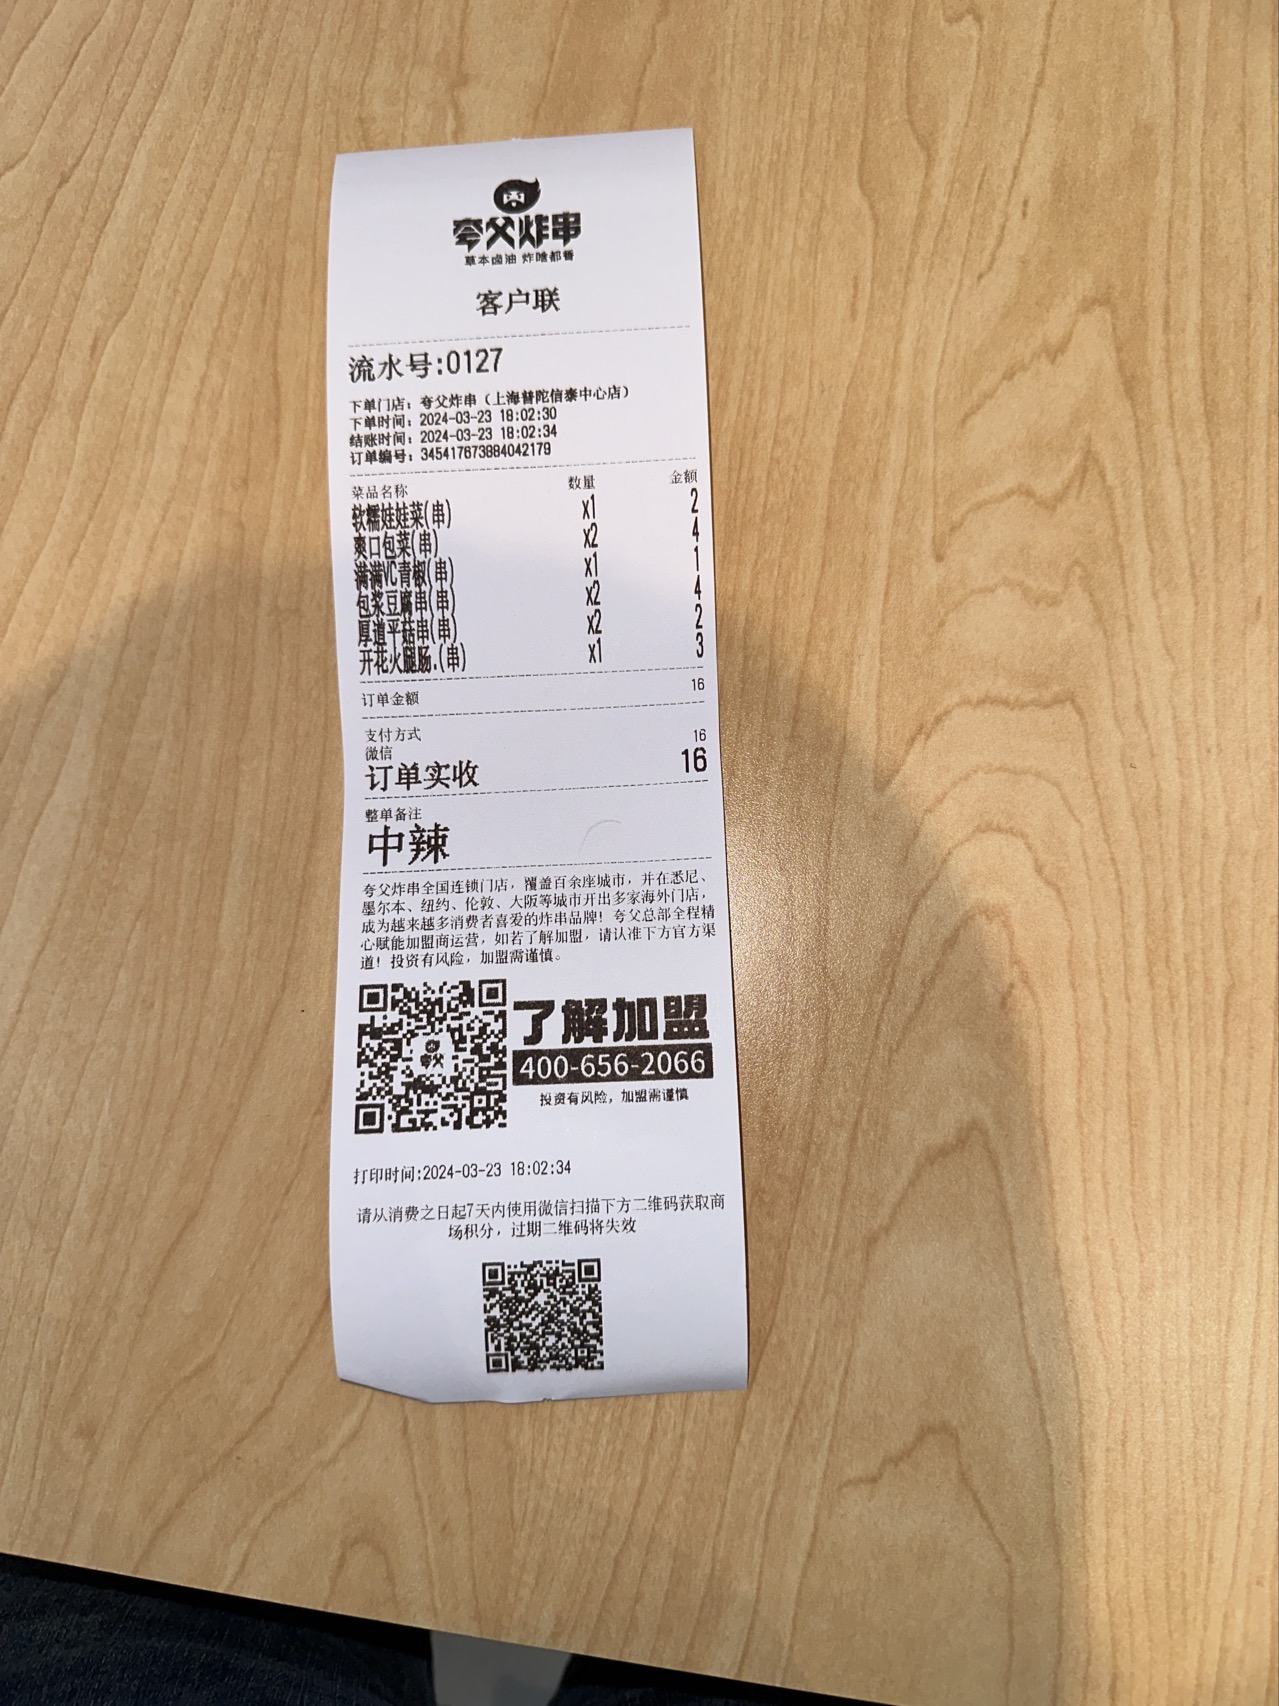 夸父炸串
草本卤油 炸啥都香
客户联
流水号:0127
下单门店：夸父炸串（上海普陀信泰中心店）
下单时间：2024-03-23 18:02:30
结账时间：2024-03-23 18:02:34
订单编号：345417673884042179
菜品名称 数量 金额
软糯娃娃菜(串) x1 2
爽口包菜(串) x2 4
满满VC青椒(串) x1 1
包浆豆腐串(串) x2 4
厚道平菇串(串) x2 2
开花火腿肠.(串) x1 3
订单金额 16
支付方式 16
微信
订单实收 16
整单备注
中辣
夸父炸串全国连锁门店，覆盖百余座城市，并在悉尼、
墨尔本、纽约、伦敦、大阪等城市开出多家海外门店，
成为越来越多消费者喜爱的炸串品牌！夸父总部全程精
心赋能加盟商运营，如若了解加盟，请认准下方官方渠
道！投资有风险，加盟需谨慎。
夸父
了解加盟
400-656-2066
投资有风险，加盟需谨慎
打印时间:2024-03-23 18:02:34
请从消费之日起7天内使用微信扫描下方二维码获取商
场积分，过期二维码将失效